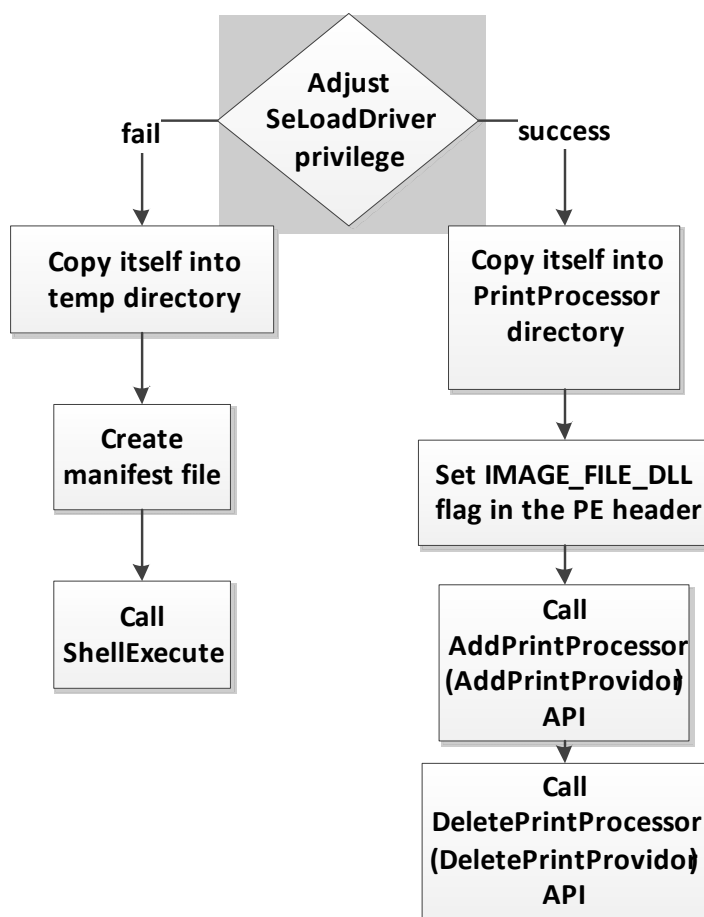 Adjust
SeLoadDriver
privilege
fail
success
Copy itself into
temp directory
Copy itself into
PrintProcessor
directory
Create
manifest file
Set IMAGE_FILE_DLL
flag in the PE header
Call
ShellExecute
Call
AddPrintProcessor
(AddPrintProvidor)
API
Call
DeletePrintProcessor
(DeletePrintProvidor)
API